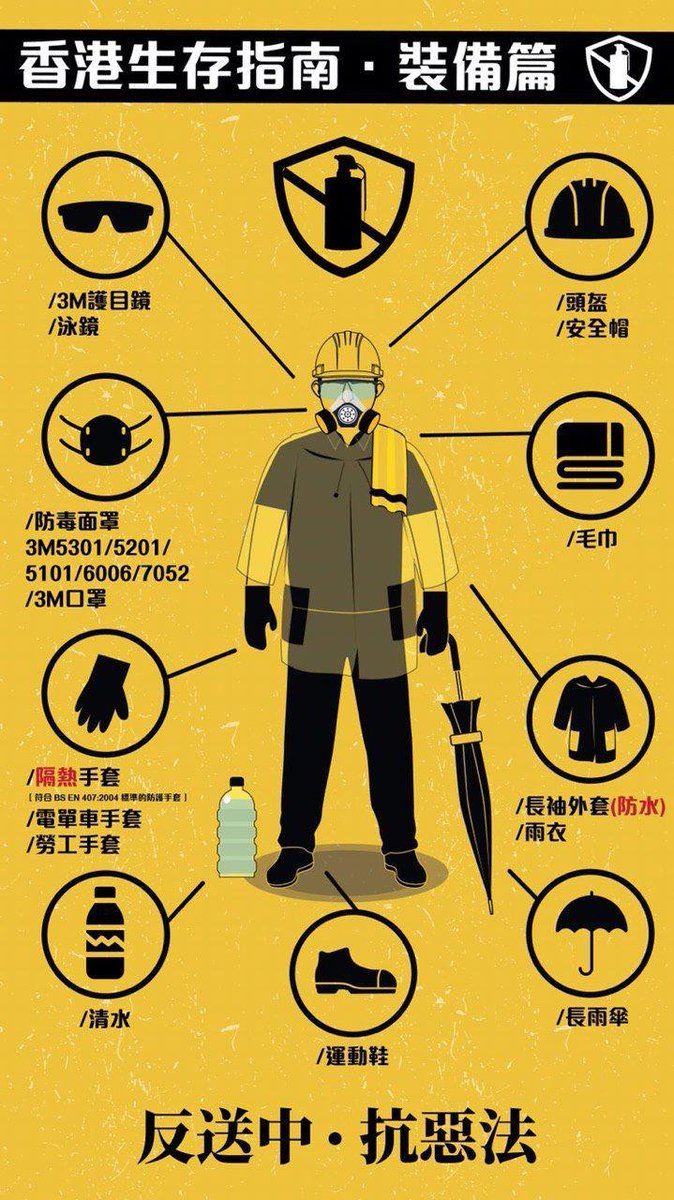 香港生存指南·裝備篇
/3M護目鏡
/泳鏡
/頭盔
/安全帽
/防毒面罩
3M5301/5201/
5101/6006/7052
/3M口罩
/毛巾
/隔熱手套
[ 符合 BS EN 407:2004 標準的防護手套 ]
/電單車手套
/勞工手套
/長袖外套(防水)
/雨衣
/清水
/運動鞋
/長雨傘
反送中·抗惡法